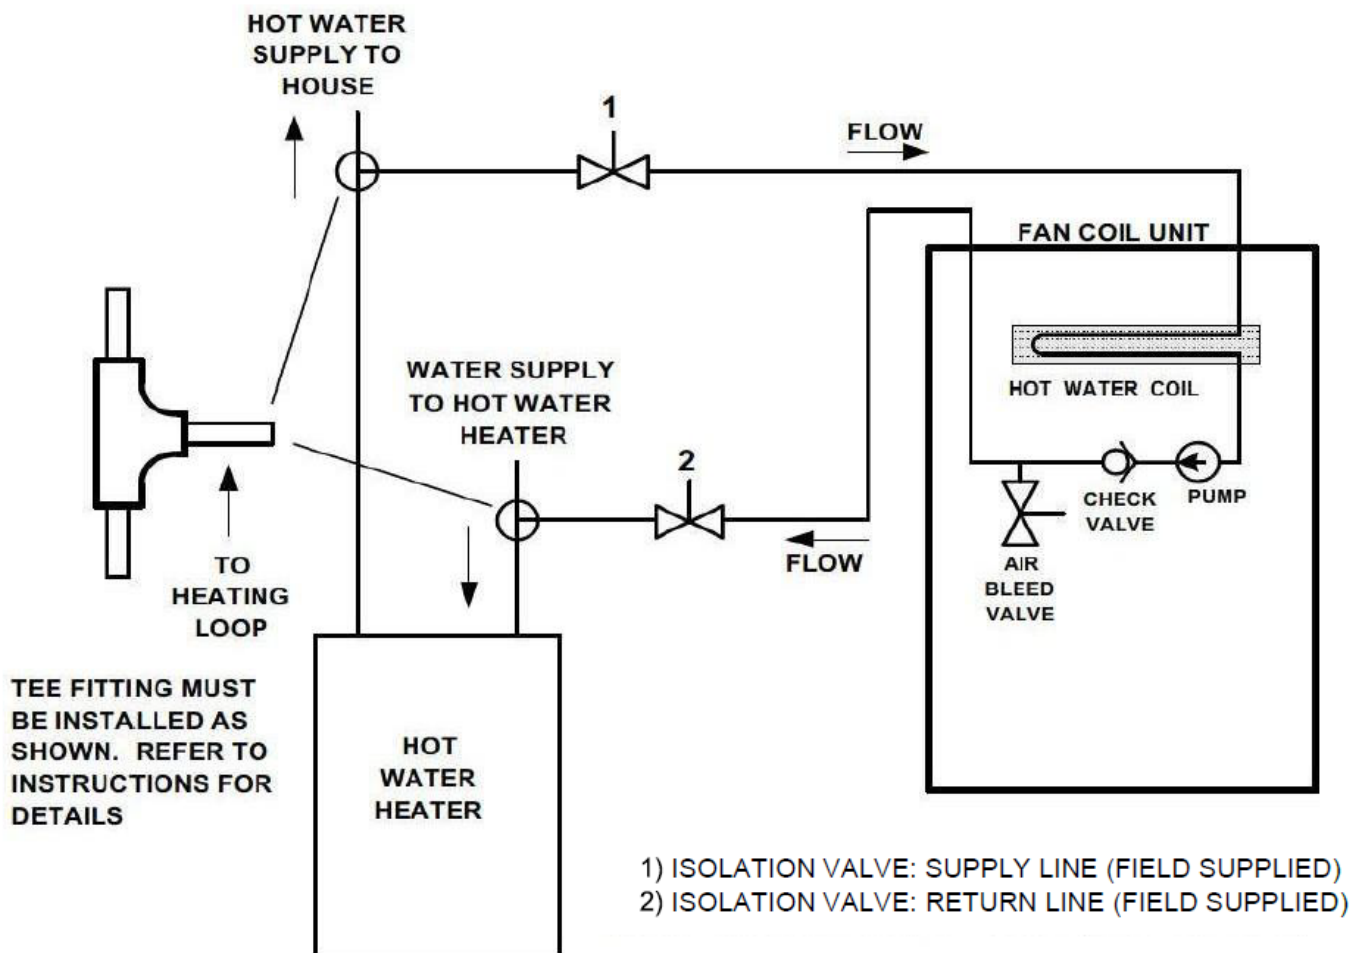 HOT WATER
SUPPLY TO
HOUSE
1
FLOW
FAN COIL UNIT
HOT WATER COIL
WATER SUPPLY
TO HOT WATER
HEATER
2
CHECK
VALVE
PUMP
FLOW
AIR
BLEED
VALVE
TO
HEATING
LOOP
TEE FITTING MUST
BE INSTALLED AS
SHOWN. REFER TO
INSTRUCTIONS FOR
DETAILS
HOT
WATER
HEATER
1) ISOLATION VALVE: SUPPLY LINE (FIELD SUPPLIED)
2) ISOLATION VALVE: RETURN LINE (FIELD SUPPLIED)